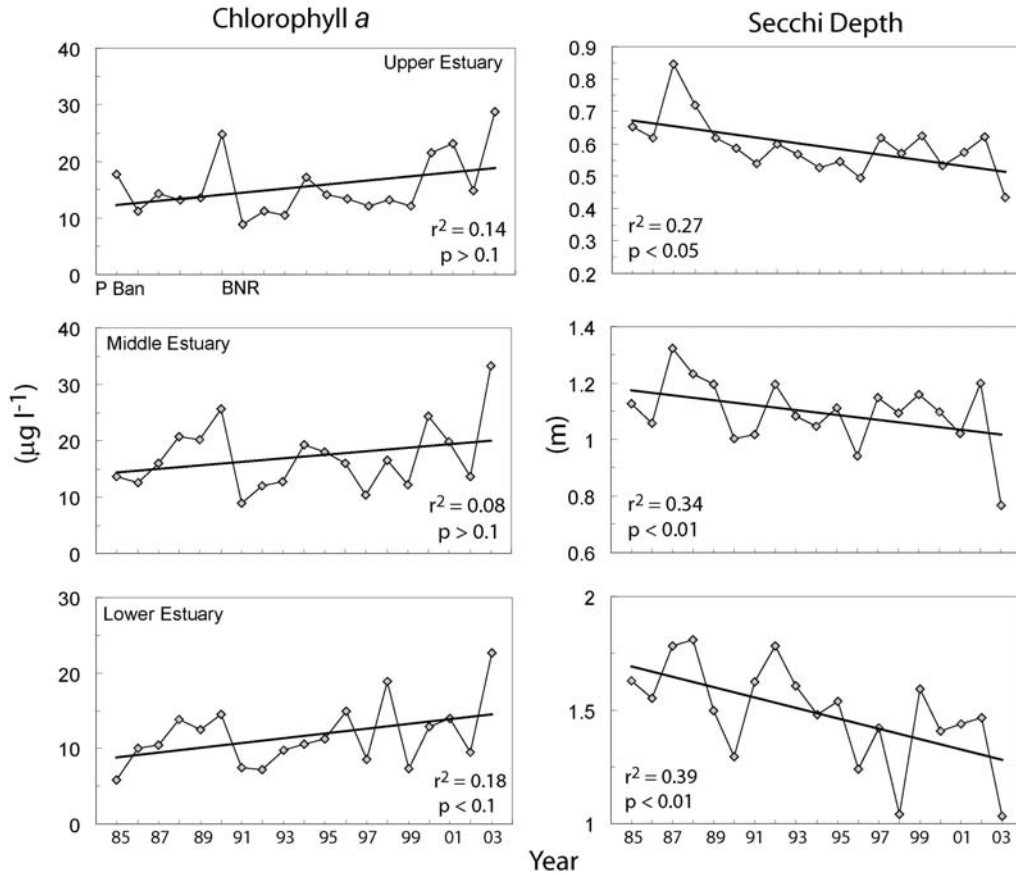 Chlorophyll a
Secchi Depth
40
30
20
10
0
Upper Estuary
r2 = 0.14
p > 0.1
P Ban
BNR
0.9
0.8
0.7
0.6
0.5
0.4
0.3
0.2
r2 = 0.27
p < 0.05
(µg l-1)
40
30
20
10
0
Middle Estuary
r2 = 0.08
p > 0.1
(m)
1.4
1.2
1
0.8
0.6
r2 = 0.34
p < 0.01
30
20
10
0
Lower Estuary
r2 = 0.18
p < 0.1
85 87 89 91 93 95 97 99 01 03
2
1.5
1
r2 = 0.39
p < 0.01
85 87 89 91 93 95 97 99 01 03
Year